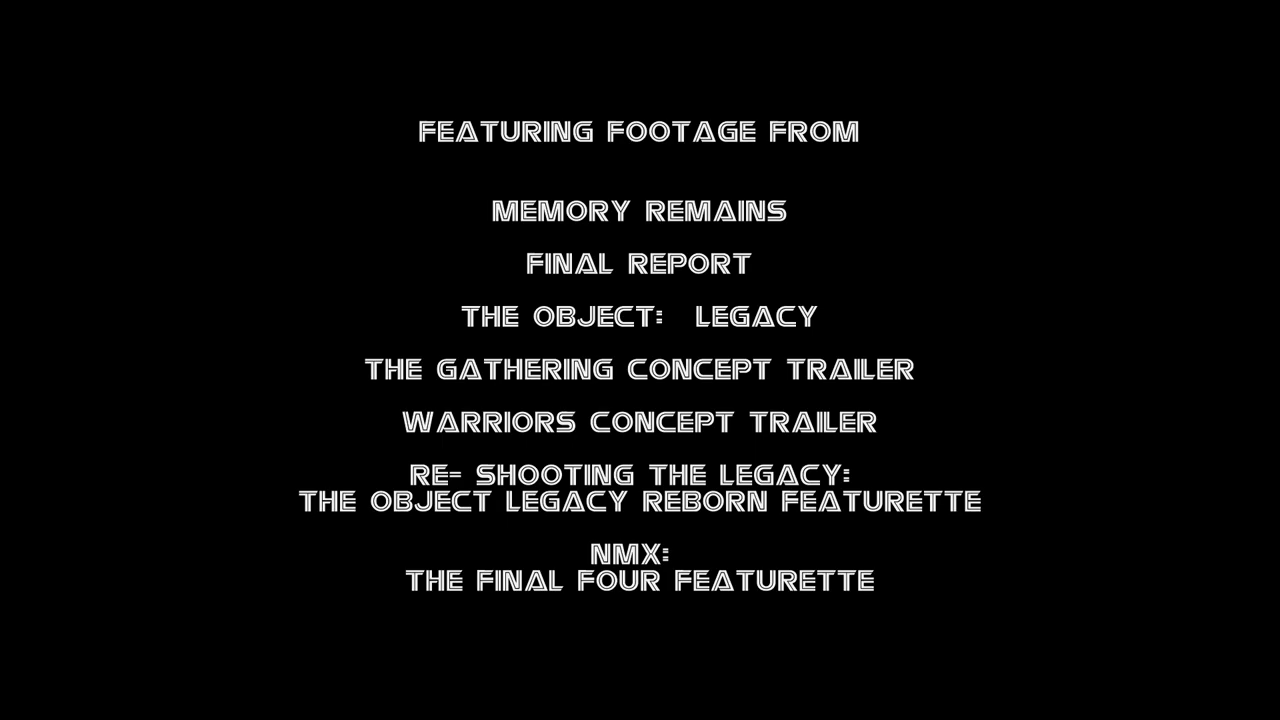 FEATURING FOOTAGE FROM
MEMORY REMAINS
FINAL REPORT
THE OBJECT: LEGACY
THE GATHERING CONCEPT TRAILER
WARRIORS CONCEPT TRAILER
RE- SHOOTING THE LEGACY:
THE OBJECT LEGACY REBORN FEATURETTE
NMX:
THE FINAL FOUR FEATURETTE